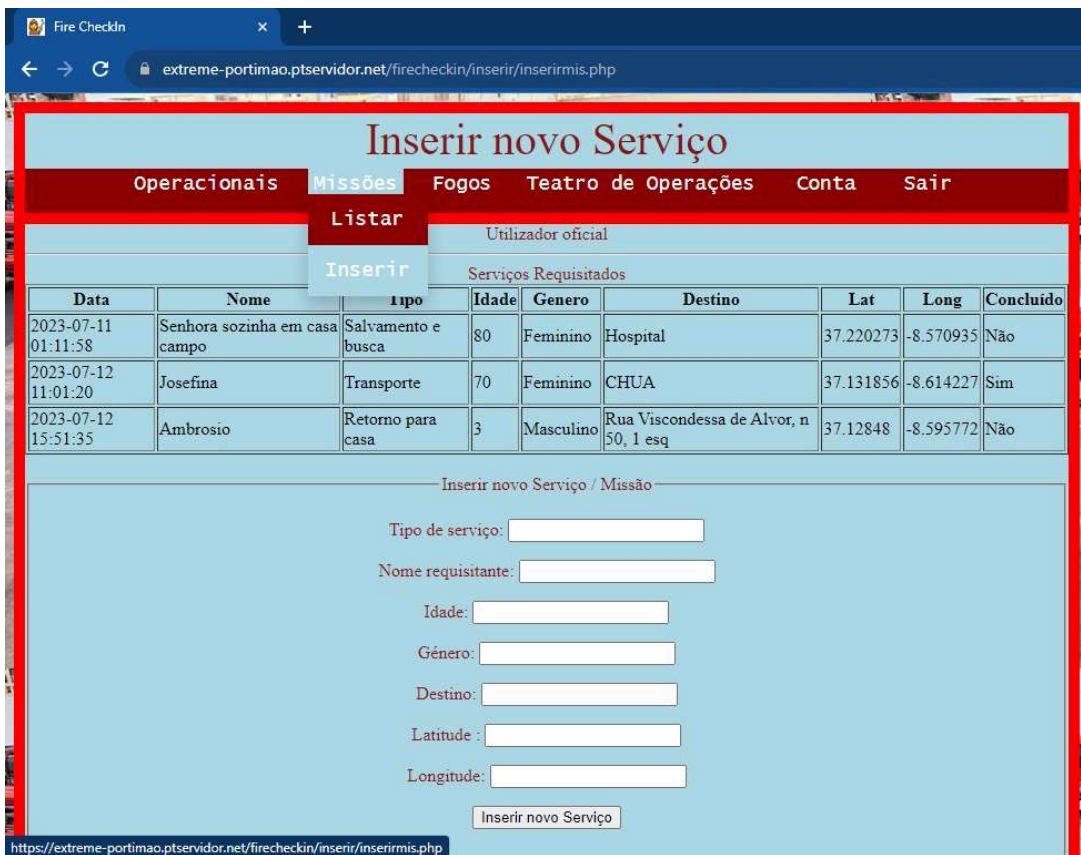 Fire CheckIn
extreme-portimao.ptservidor.net/firecheckin/inserir/inserirmis.php
Inserir novo Serviço
Operacionais Missões Fogos Teatro de Operações Conta Sair
Listar
Utilizador oficial
Inserir
Serviços Requisitados
Data Nome Tipo Idade Genero Destino Lat Long Concluído
2023-07-11 01:11:58 Senhora sozinha em casa campo Salvamento e busca 80 Feminino Hospital 37.220273 -8.570935 Não
2023-07-12 11:01:20 Josefina Transporte 70 Feminino CHUA 37.131856 -8.614227 Sim
2023-07-12 15:51:35 Ambrosio Retorno para casa 3 Masculino Rua Viscondessa de Alvor, n 50, 1 esq 37.12848 -8.595772 Não
Inserir novo Serviço / Missão
Tipo de serviço:
Nome requisitante:
Idade:
Género:
Destino:
Latitude :
Longitude:
Inserir novo Serviço
https://extreme-portimao.ptservidor.net/firecheckin/inserir/inserirmis.php